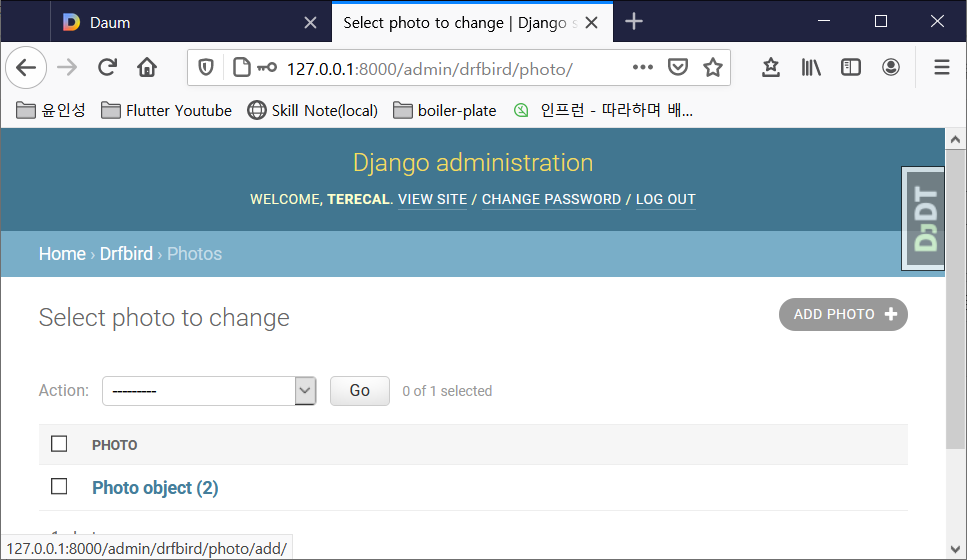 Daum
Select photo to change | Django s
127.0.0.1:8000/admin/drfbird/photo/
윤인성 Flutter Youtube Skill Note(local) boiler-plate 인프런 - 따라하며 배...
Django administration
WELCOME, TERECAL. VIEW SITE / CHANGE PASSWORD / LOG OUT
DjDT
Home › Drfbird › Photos
Select photo to change
ADD PHOTO
Action: --------- Go 0 of 1 selected
PHOTO
Photo object (2)
127.0.0.1:8000/admin/drfbird/photo/add/